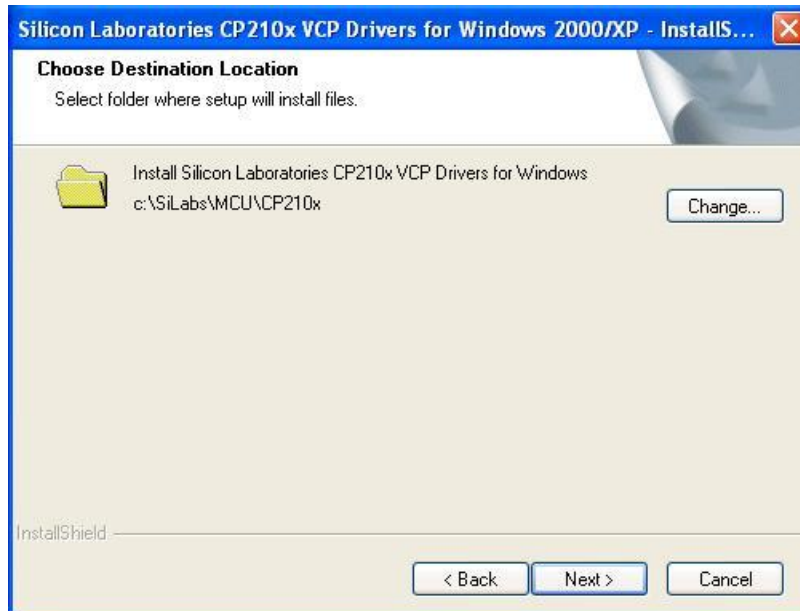 Silicon Laboratories CP210x VCP Drivers for Windows 2000/XP - InstallS...
Choose Destination Location
Select folder where setup will install files.
Install Silicon Laboratories CP210x VCP Drivers for Windows
c:\SiLabs\MCU\CP210x
Change...
InstallShield
< Back
Next >
Cancel